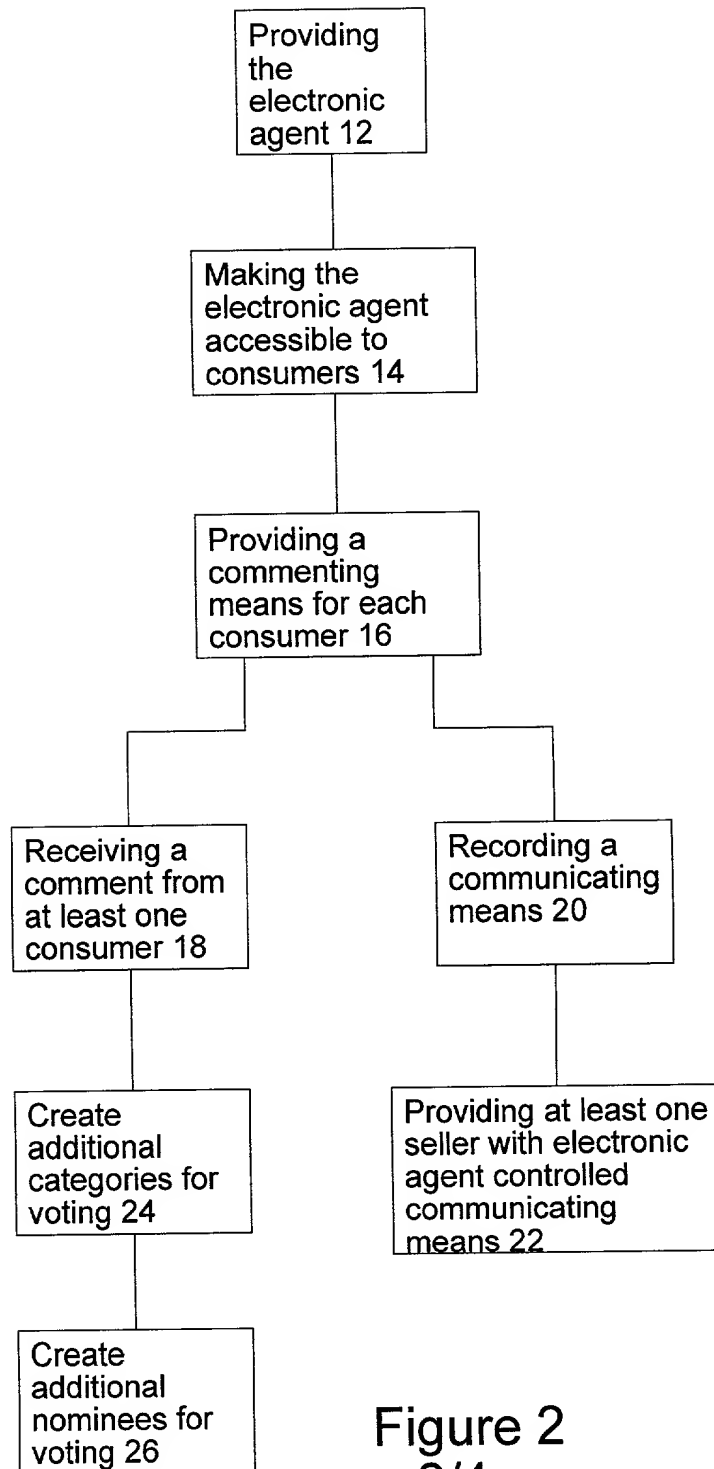 Providing
the
electronic
agent 12
Making the
electronic agent
accessible to
consumers 14
Providing a
commenting
means for each
consumer 16
Receiving a
comment from
at least one
consumer 18
Recording a
communicating
means 20
Create
additional
categories for
voting 24
Providing at least one
seller with electronic
agent controlled
communicating
means 22
Create
additional
nominees for
voting 26
Figure 2